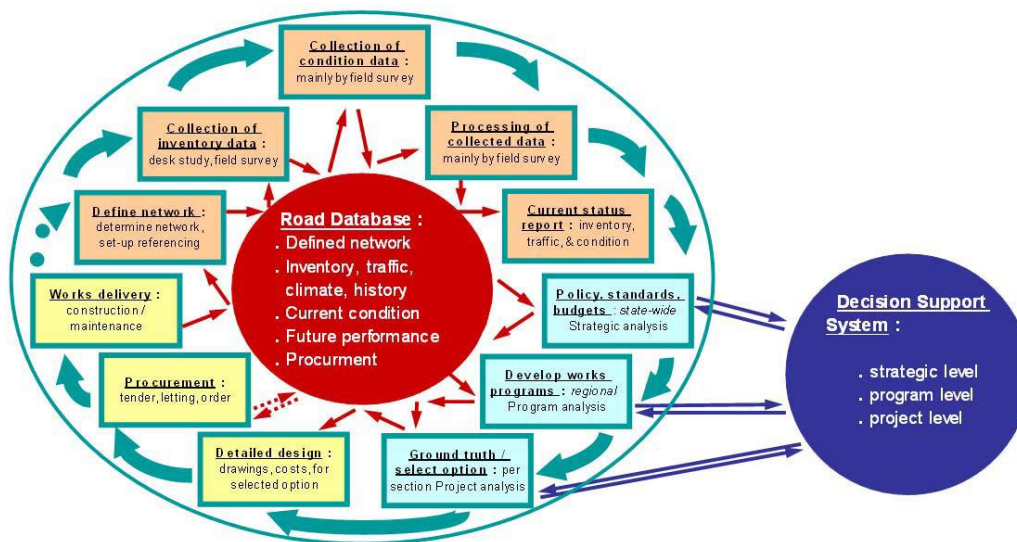 Collection of
condition data :
mainly by field survey
Collection of
inventory data :
desk study, field survey
Processing of
collected data :
mainly by field survey
Define network :
determine network,
set-up referencing
Road Database :
. Defined network
. Inventory, traffic,
climate, history
. Current condition
. Future performance
. Procurment
Current status
report : inventory,
traffic, & condition
Works delivery :
construction /
maintenance
Policy, standards,
budgets : state-wide
Strategic analysis
Decision Support
System :
. strategic level
. program level
. project level
Procurement :
tender, letting, order
Develop works
programs : regional
Program analysis
Detailed design :
drawings, costs, for
selected option
Ground truth /
select option : per
section Project analysis